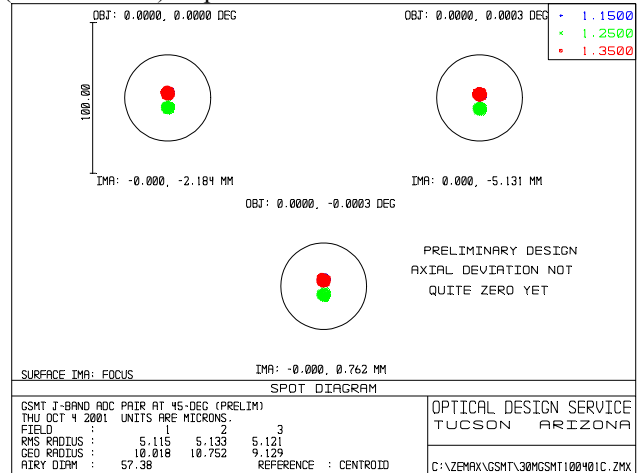 OBJ: 0.0000, 0.0000 DEG
OBJ: 0.0000, 0.0003 DEG
1.1500
1.2500
1.3500
100.00
IMA: -0.000, -2.184 MM
IMA: 0.000, -5.131 MM
OBJ: 0.0000, -0.0003 DEG
PRELIMINARY DESIGN
AXIAL DEVIATION NOT
QUITE ZERO YET
IMA: -0.000, 0.762 MM
SURFACE IMA: FOCUS
SPOT DIAGRAM
GSMT J-BAND ADC PAIR AT 45-DEG (PRELIM)
THU OCT 4 2001 UNITS ARE MICRONS.
FIELD : 1 2 3
RMS RADIUS : 5.115 5.133 5.121
GEO RADIUS : 10.018 10.752 9.129
AIRY DIAM : 57.38 REFERENCE : CENTROID
OPTICAL DESIGN SERVICE
TUCSON ARIZONA
C:\ZEMAX\GSMT\30MGSMT100401C.ZMX